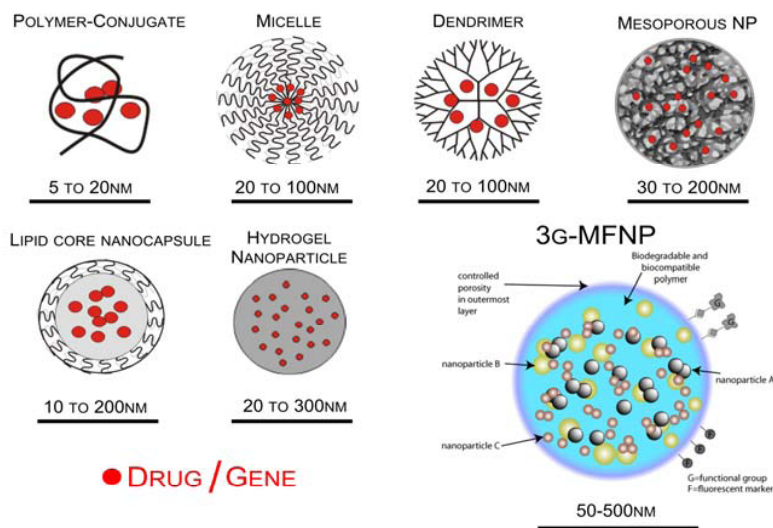 POLYMER-CONJUGATE
MICELLE
DENDRIMER
MESOPOROUS NP
5 TO 20NM
20 TO 100NM
20 TO 100NM
30 TO 200NM
LIPID CORE NANOCAPSULE
HYDROGEL
NANOPARTICLE
10 TO 200NM
20 TO 300NM
DRUG/GENE
3G-MFNP
Biodegradable and
biocompatible
polymer
controlled
porosity
in outermost
layer
G
G
nanoparticle B
nanoparticle A
nanoparticle C
F
F
F
G=functional group
F=fluorescent marker
50-500NM